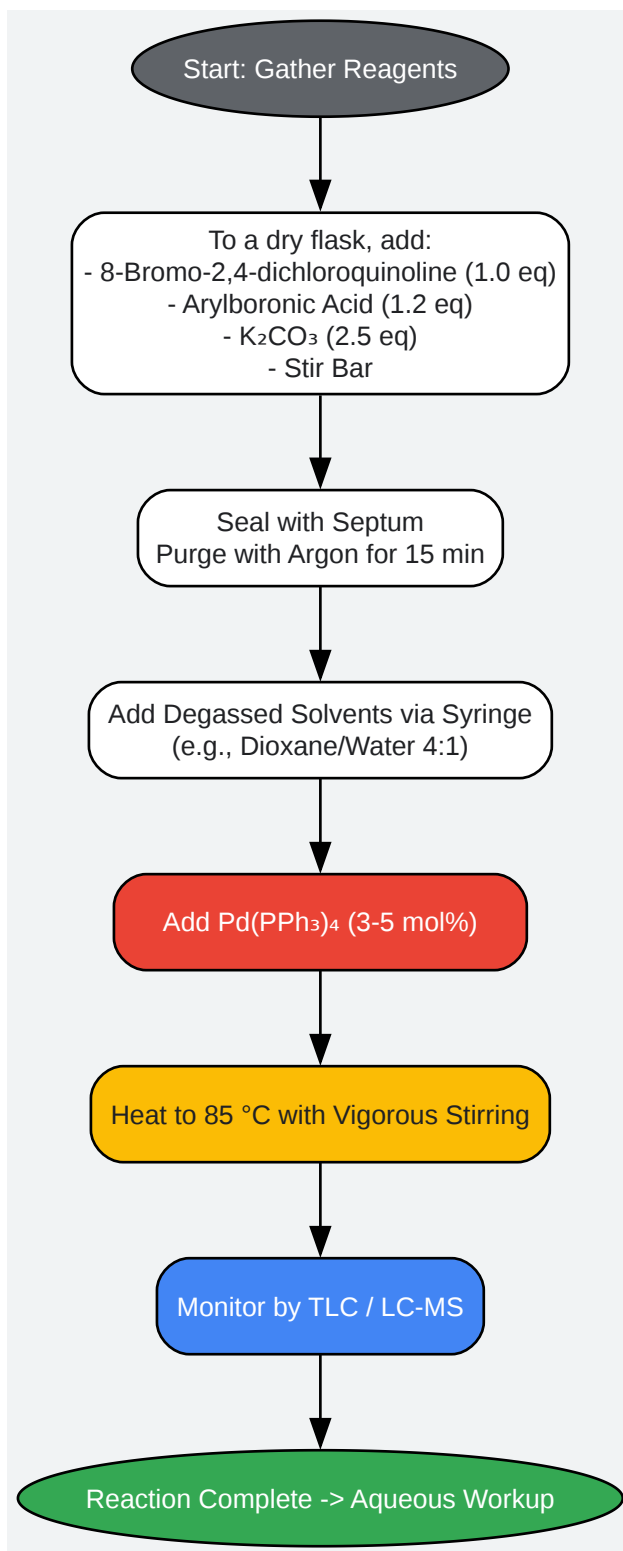 Start: Gather Reagents
To a dry flask, add:
- 8-Bromo-2,4-dichloroquinoline (1.0 eq)
- Arylboronic Acid (1.2 eq)
- K₂CO₃ (2.5 eq)
- Stir Bar
Seal with Septum
Purge with Argon for 15 min
Add Degassed Solvents via Syringe
(e.g., Dioxane/Water 4:1)
Add Pd(PPh₃)₄ (3-5 mol%)
Heat to 85 °C with Vigorous Stirring
Monitor by TLC / LC-MS
Reaction Complete -> Aqueous Workup